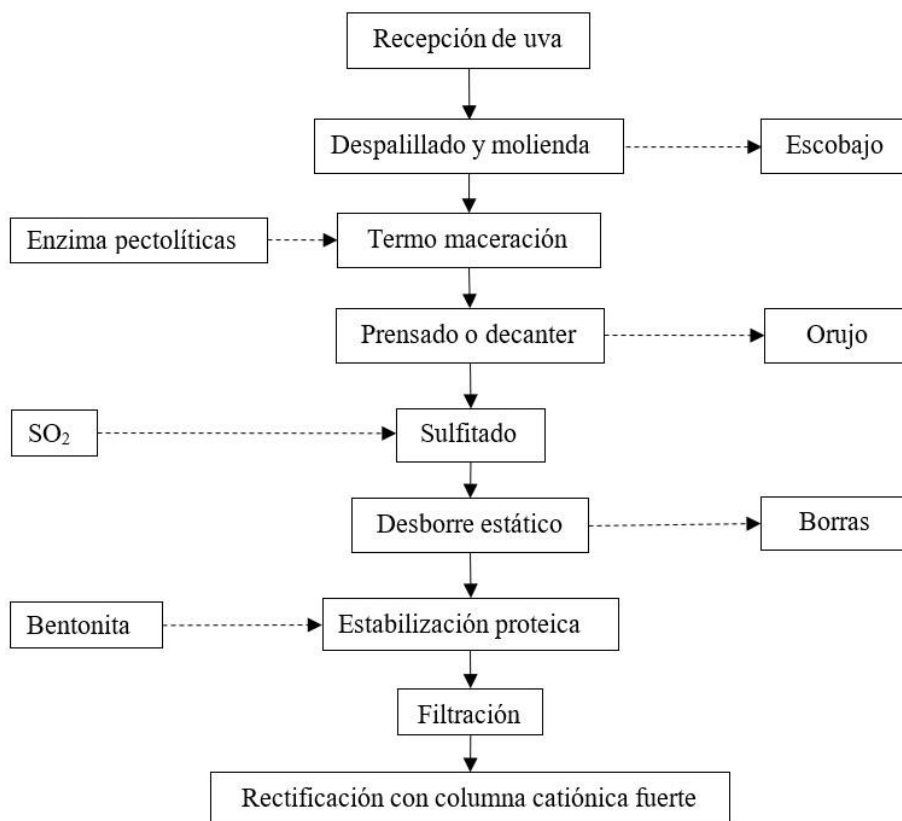 Recepción de uva
Despalillado y molienda
Escobajo
Enzima pectolíticas
Termo maceración
Prensado o decanter
Orujo
SO₂
Sulfitado
Desborre estático
Borras
Bentonita
Estabilización proteica
Filtración
Rectificación con columna catiónica fuerte